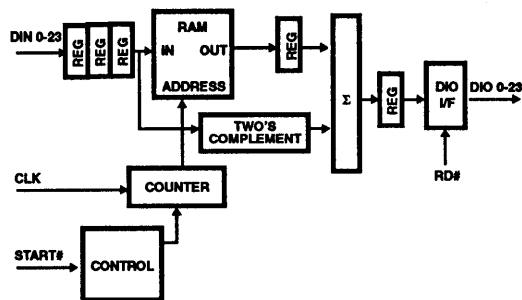 DIN 0-23
REG
REG
REG
RAM
IN OUT
ADDRESS
REG
Σ
REG
DIO
I/F
DIO 0-23
TWO'S
COMPLEMENT
RD#
CLK
COUNTER
START#
CONTROL